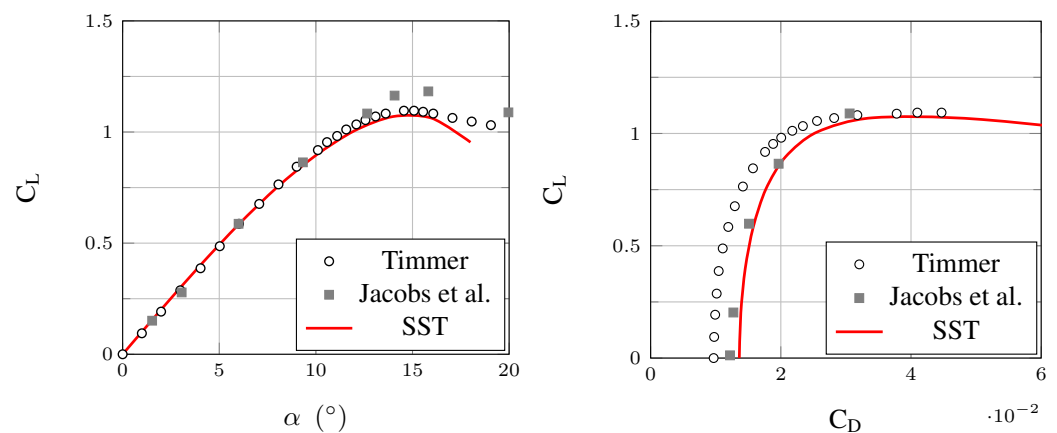 1.5
1
0.5
0
C_L
0
5
10
15
20
α (°)
Timmer
Jacobs et al.
SST
1.5
1
0.5
0
C_L
0
2
4
6
·10⁻²
C_D
Timmer
Jacobs et al.
SST